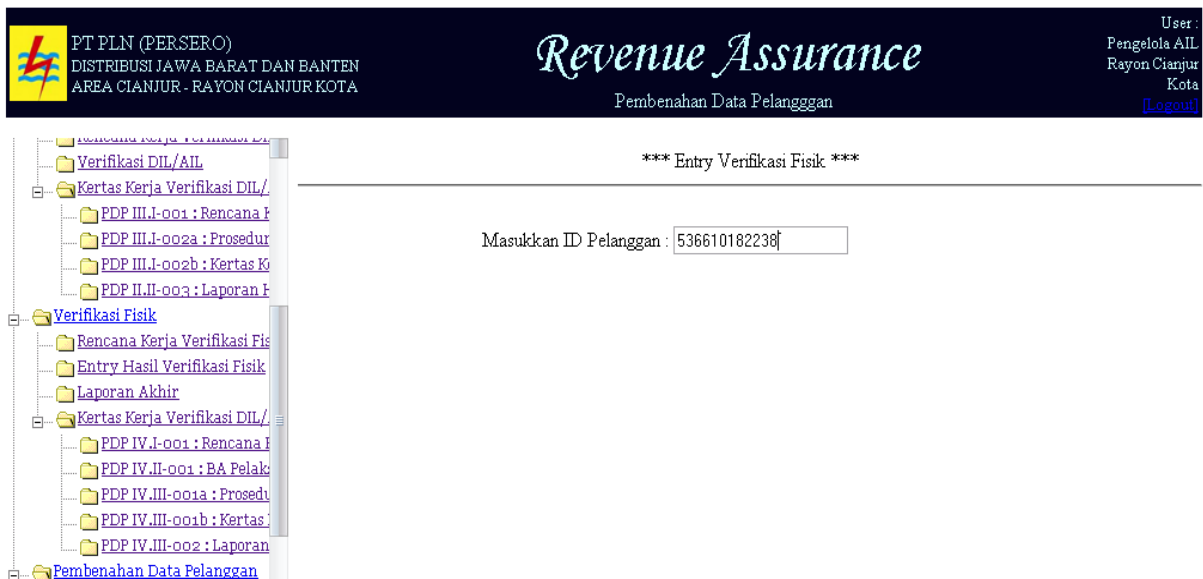 PT PLN (PERSERO)
DISTRIBUSI JAWA BARAT DAN BANTEN
AREA CIANJUR - RAYON CIANJUR KOTA
Revenue Assurance
Pembenahan Data Pelangggan
User :
Pengelola AIL
Rayon Cianjur
Kota
[Logout]
Rencana Kerja Verifikasi
Verifikasi DIL/AIL
Kertas Kerja Verifikasi DIL/
PDP III.I-001 : Rencana
PDP III.I-002a : Prosedur
PDP III.I-002b : Kertas
PDP II.II-003 : Laporan
Verifikasi Fisik
Rencana Kerja Verifikasi Fis
Entry Hasil Verifikasi Fisik
Laporan Akhir
Kertas Kerja Verifikasi DIL/
PDP IV.I-001 : Rencana
PDP IV.II-001 : BA Pelak
PDP IV.III-001a : Prosedu
PDP IV.III-001b : Kertas
PDP IV.III-002 : Laporan
Pembenahan Data Pelanggan
*** Entry Verifikasi Fisik ***
Masukkan ID Pelanggan : 536610182238